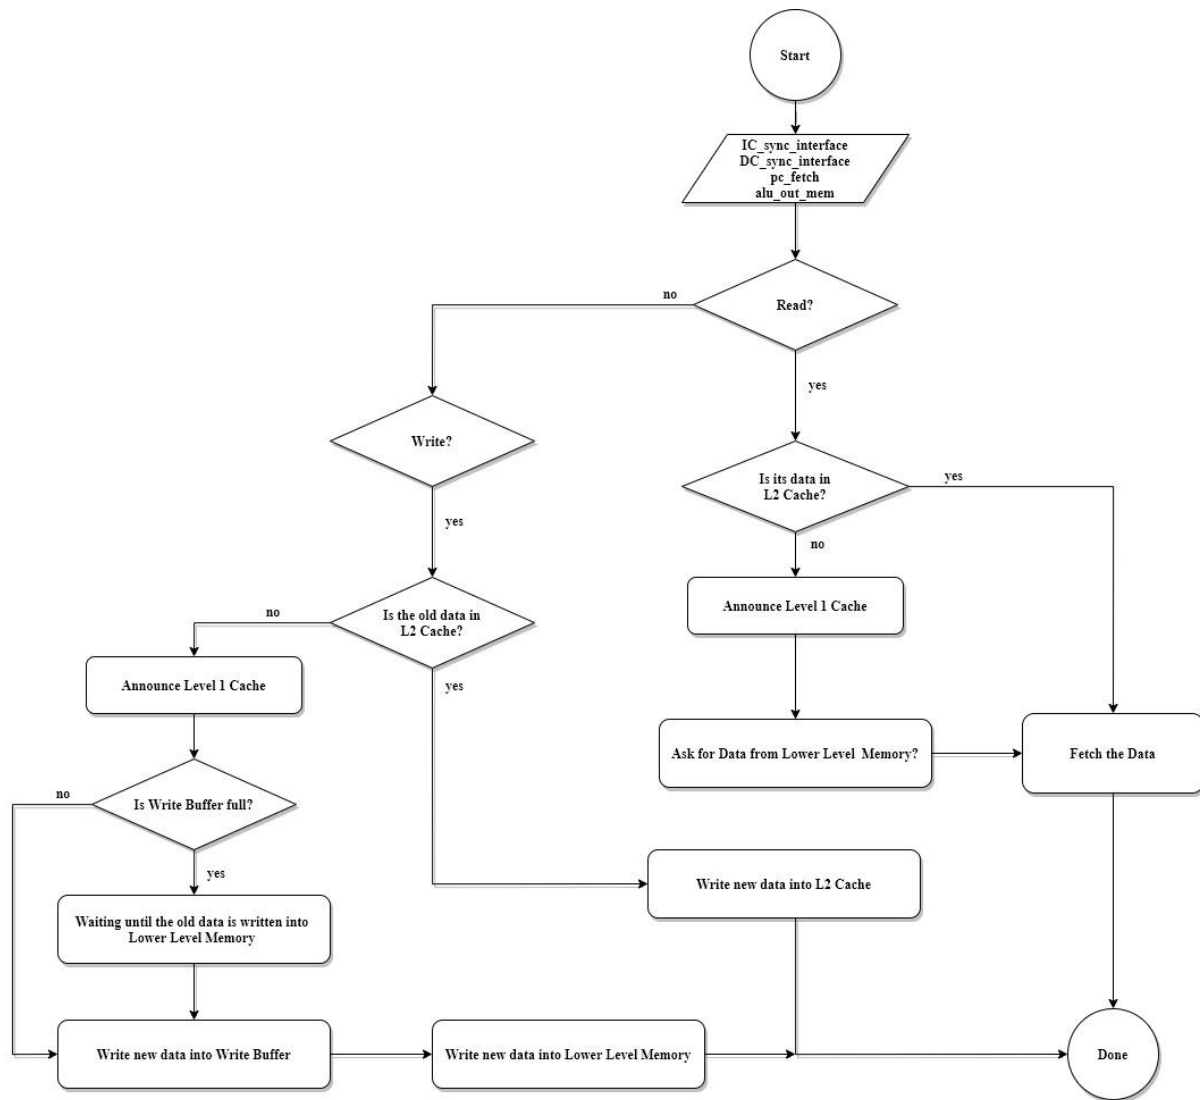 Start
IC_sync_interface
DC_sync_interface
pc_fetch
alu_out_mem
no
Read?
yes
Write?
Is its data in
L2 Cache?
yes
yes
no
Announce Level 1 Cache
no
Is the old data in
L2 Cache?
yes
Announce Level 1 Cache
Ask for Data from Lower Level Memory?
Fetch the Data
no
Is Write Buffer full?
yes
Write new data into L2 Cache
Waiting until the old data is written into
Lower Level Memory
Write new data into Write Buffer
Write new data into Lower Level Memory
Done